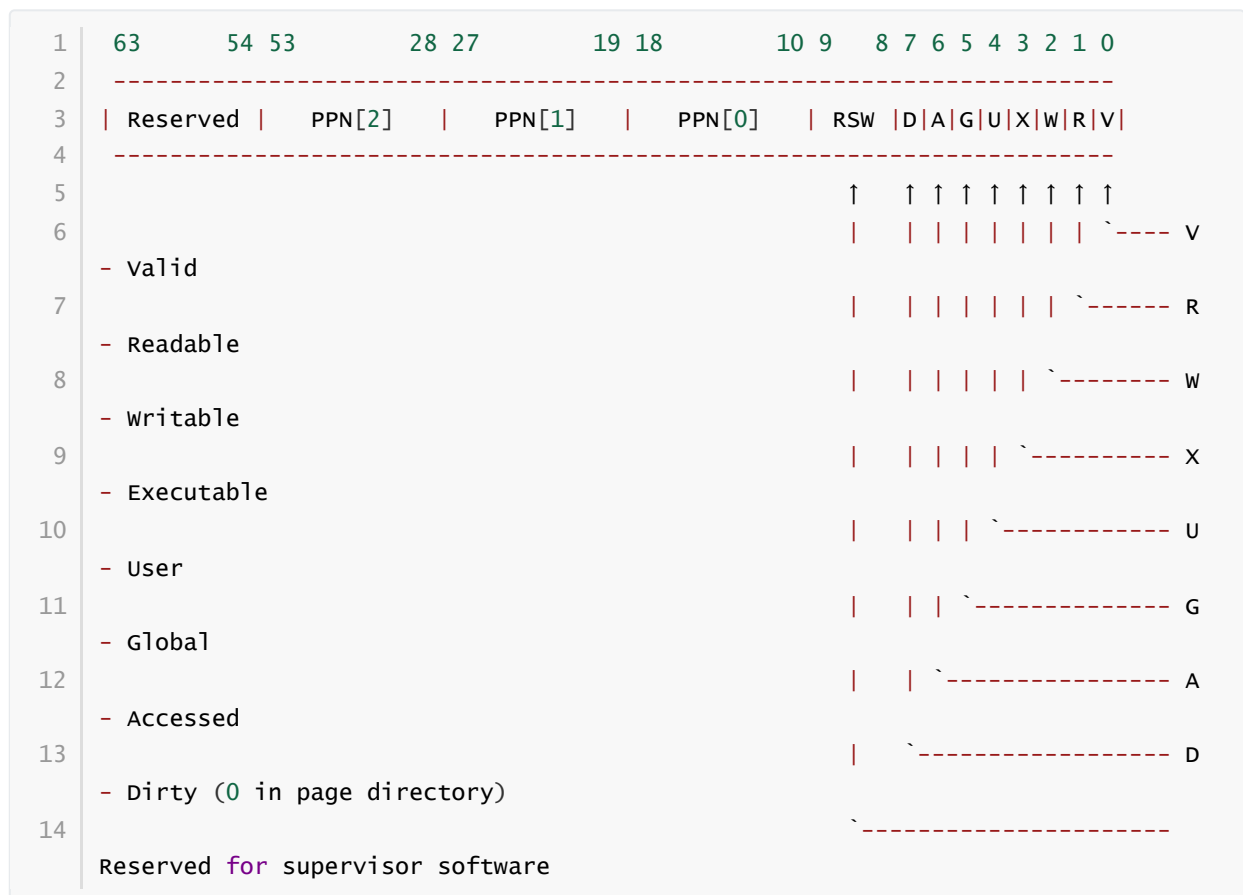 1 63 54 53 28 27 19 18 10 9 8 7 6 5 4 3 2 1 0
2 -----------------------------------------------------------------------
3 | Reserved | PPN[2] | PPN[1] | PPN[0] | RSW |D|A|G|U|X|W|R|V|
4 -----------------------------------------------------------------------
5 ↑ ↑ ↑ ↑ ↑ ↑ ↑ ↑ ↑
6 | | | | | | | | `---- V
- Valid
7 | | | | | | | `------ R
- Readable
8 | | | | | | `-------- W
- Writable
9 | | | | | `---------- X
- Executable
10 | | | | `------------ U
- User
11 | | | `-------------- G
- Global
12 | | `---------------- A
- Accessed
13 | `------------------ D
- Dirty (0 in page directory)
14 `----------------------
Reserved for supervisor software